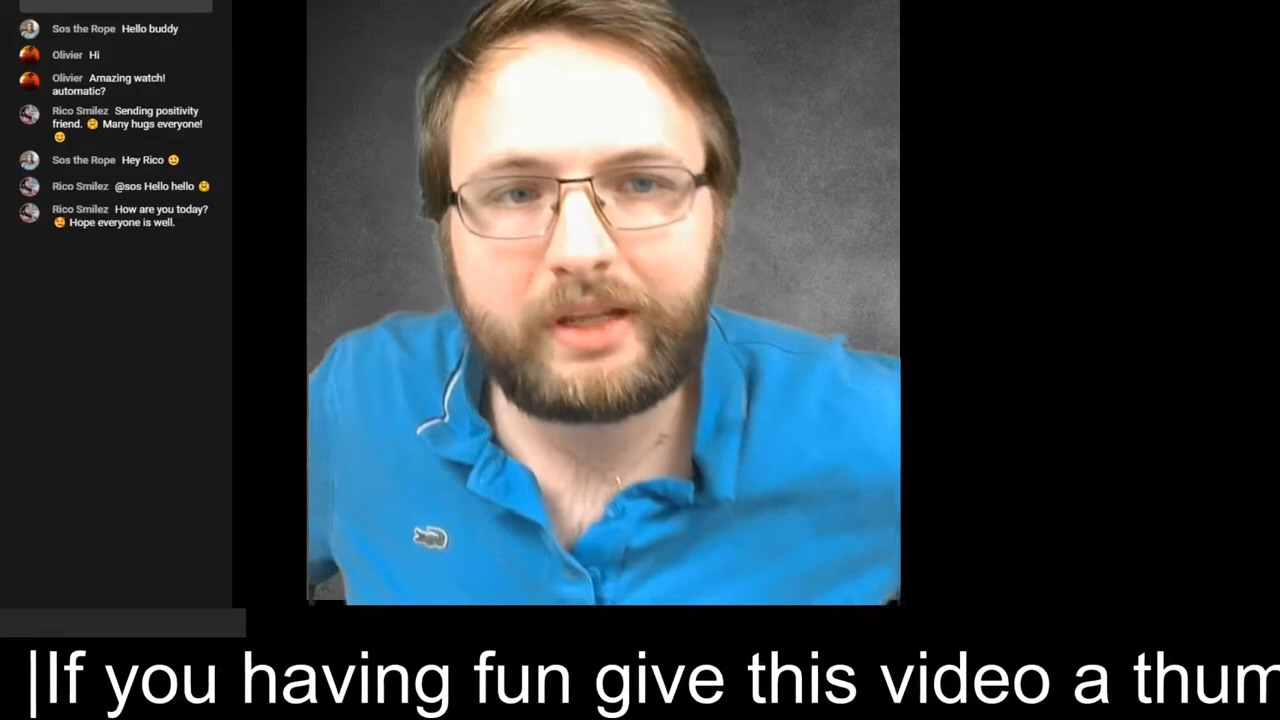 Sos the Rope Hello buddy
Olivier Hi
Olivier Amazing watch!
automatic?
Rico Smilez Sending positivity
friend. 🤗 Many hugs everyone!
😊
Sos the Rope Hey Rico 🙂
Rico Smilez @sos Hello hello 🤗
Rico Smilez How are you today?
🥰 Hope everyone is well.
|If you having fun give this video a thum